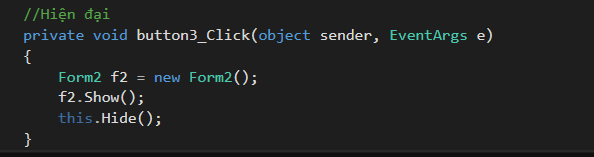 //Hiện đại
private void button3_Click(object sender, EventArgs e)
{
Form2 f2 = new Form2();
f2.Show();
this.Hide();
}